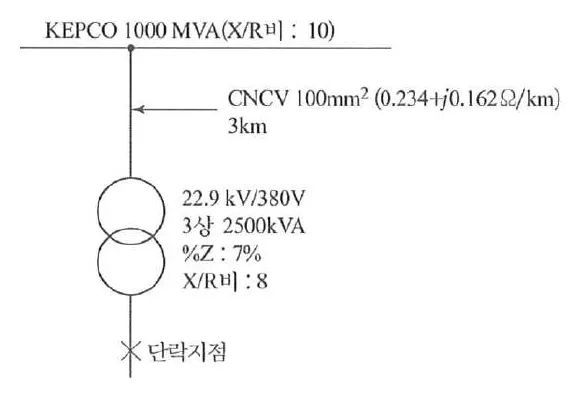 KEPCO 1000 MVA(X/R비 : 10)
CNCV 100mm² (0.234+j0.162Ω/km)
3km
22.9 kV/380V
3상 2500kVA
%Z : 7%
X/R비 : 8
단락지점